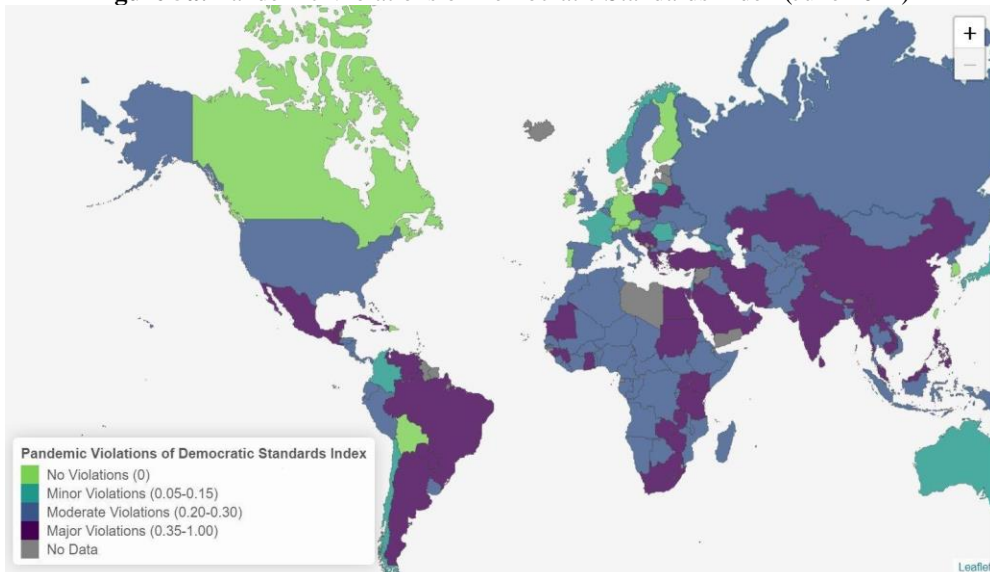 +
−
Pandemic Violations of Democratic Standards Index
No Violations (0)
Minor Violations (0.05-0.15)
Moderate Violations (0.20-0.30)
Major Violations (0.35-1.00)
No Data
Leaflet